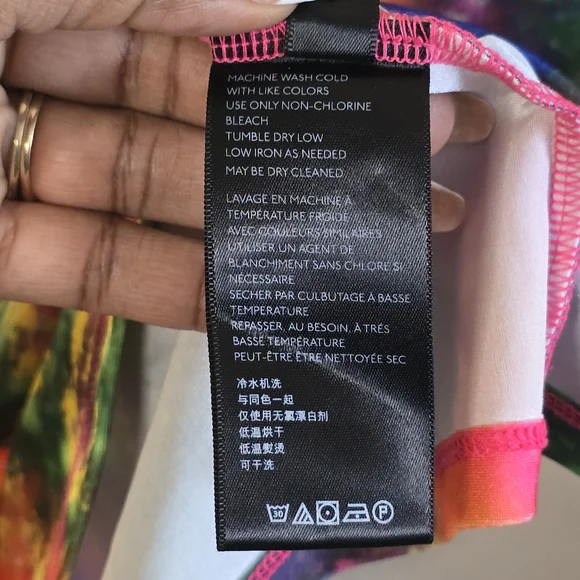 MACHINE WASH COLD
WITH LIKE COLORS
USE ONLY NON-CHLORINE
BLEACH
TUMBLE DRY LOW
LOW IRON AS NEEDED
MAY BE DRY CLEANED
LAVAGE EN MACHINE À
TEMPÉRATURE FROIDE
AVEC COULEURS SIMILAIRES
UTILISER UN AGENT DE
BLANCHIMENT SANS CHLORE SI
NÉCESSAIRE
SECHER PAR CULBUTAGE À BASSE
TEMPERATURE
REPASSER, AU BESOIN, À TRÉS
BASSE TEMPÉRATURE
PEUT-ÊTRE ÊTRE NETTOYÉE SEC
冷水机洗
与同色一起
仅使用无氯漂白剂
低温烘干
低温熨烫
可干洗
30 P